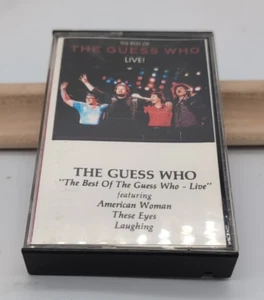 THE BEST OF
THE GUESS WHO
LIVE!
THE GUESS WHO
"The Best Of The Guess Who - Live"
featuring
American Woman
These Eyes
Laughing